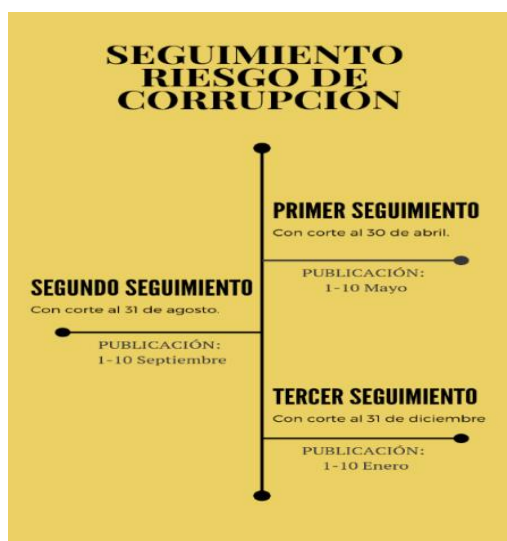 SEGUIMIENTO
RIESGO DE
CORRUPCIÓN
PRIMER SEGUIMIENTO
Con corte al 30 de abril.
PUBLICACIÓN:
1-10 Mayo
SEGUNDO SEGUIMIENTO
Con corte al 31 de agosto.
PUBLICACIÓN:
1-10 Septiembre
TERCER SEGUIMIENTO
Con corte al 31 de diciembre
PUBLICACIÓN:
1-10 Enero